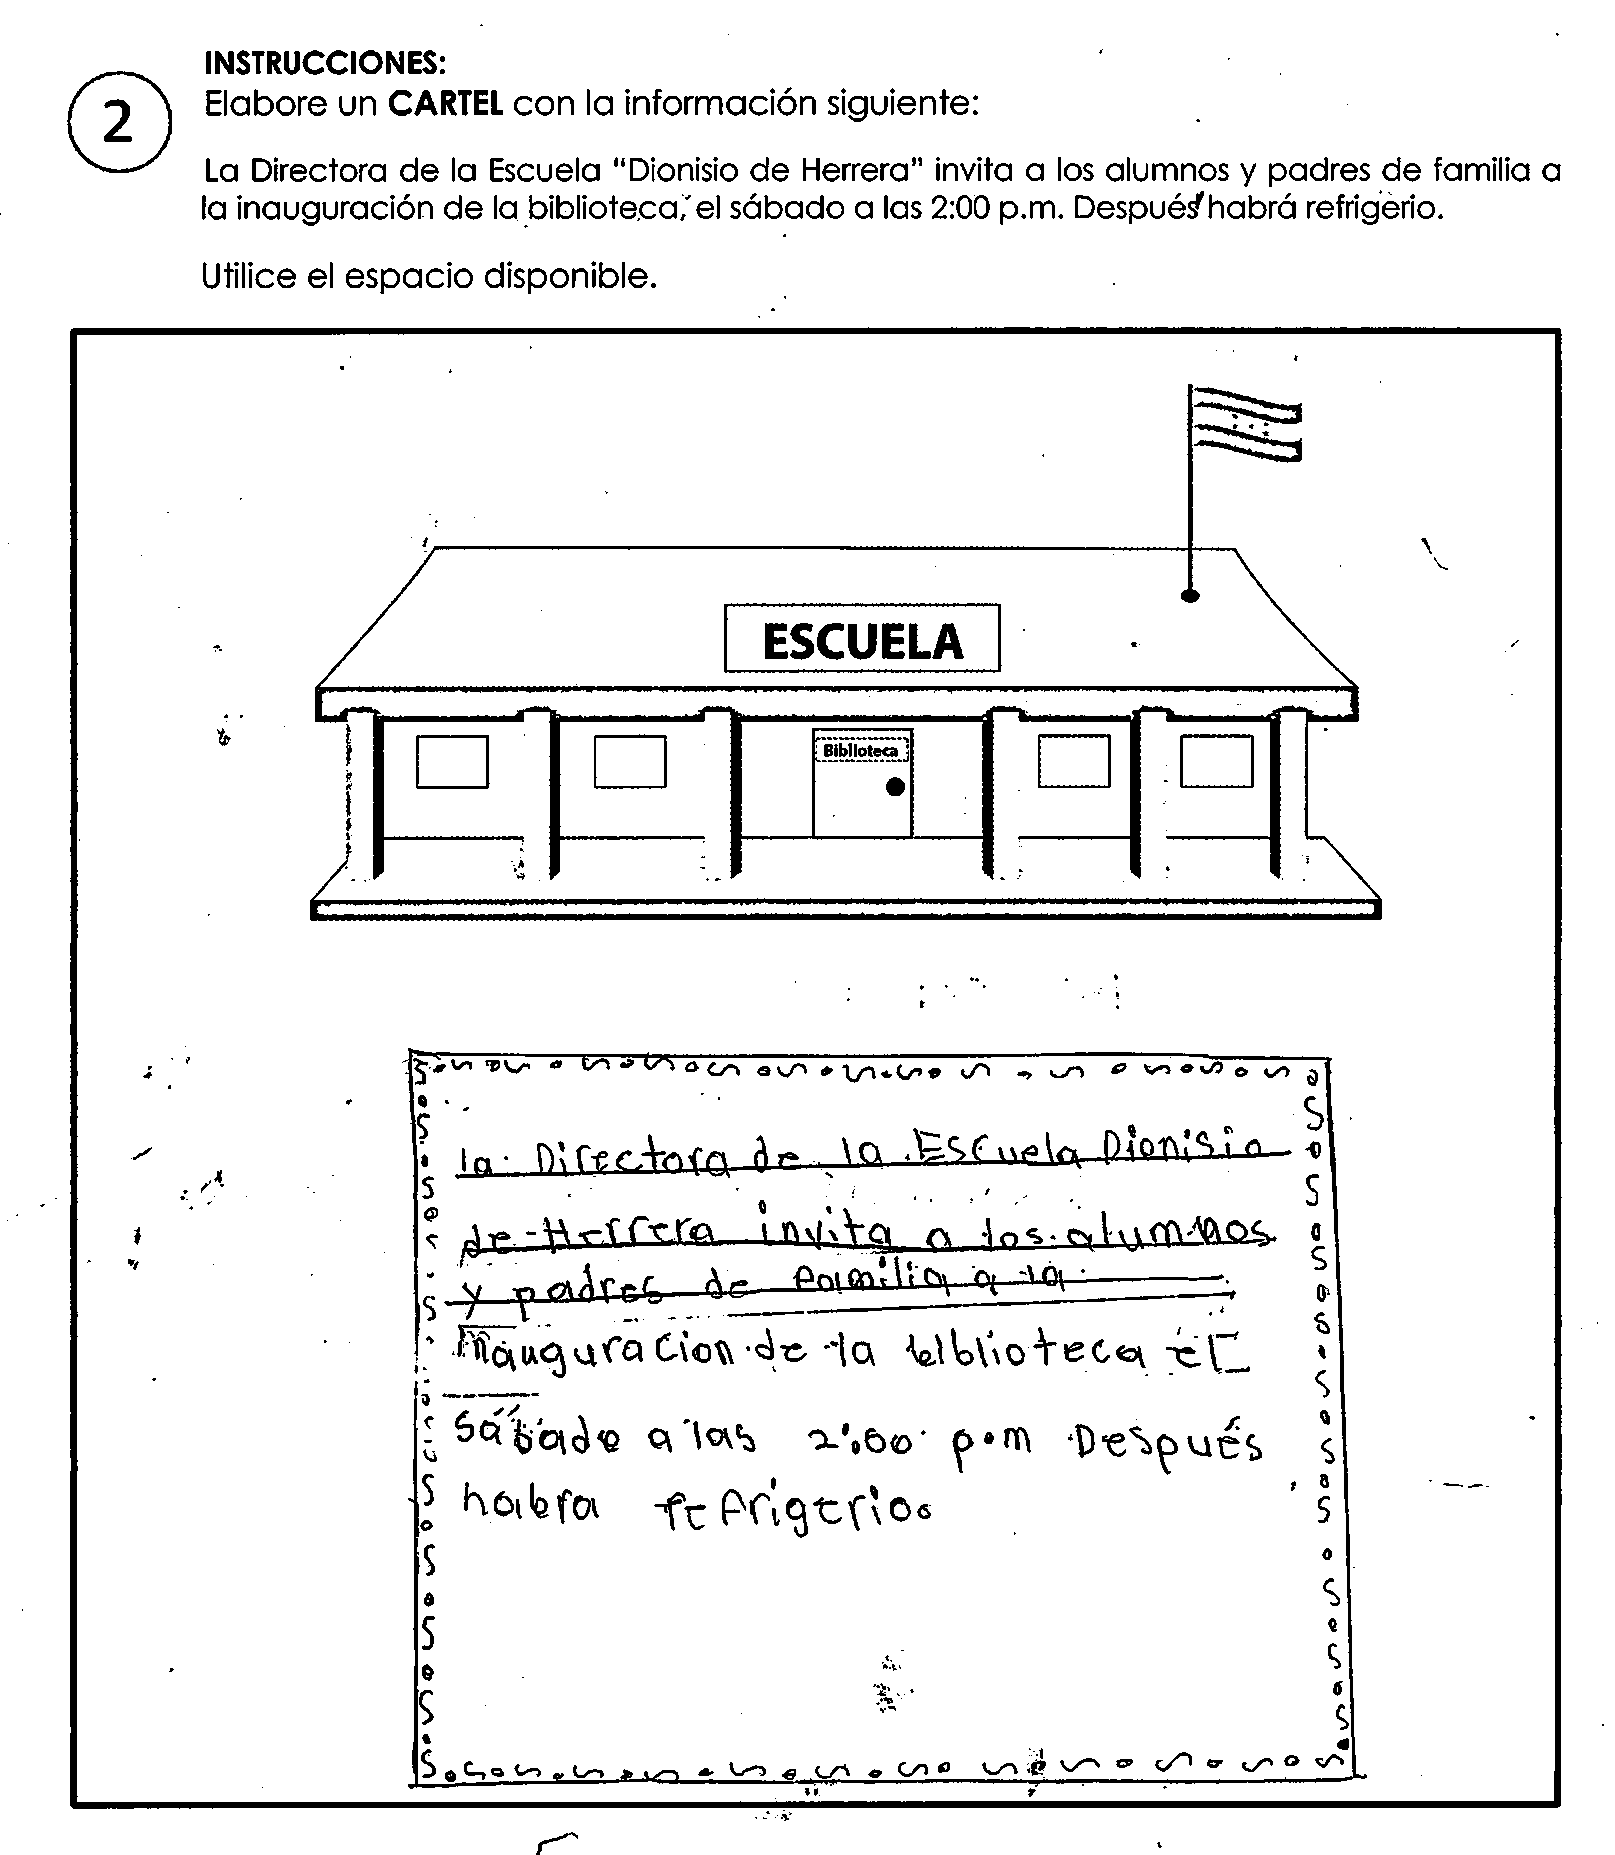 INSTRUCCIONES:
2
Elabore un CARTEL con la información siguiente:
La Directora de la Escuela "Dionisio de Herrera" invita a los alumnos y padres de familia a
la inauguración de la biblioteca, el sábado a las 2:00 p.m. Después habrá refrigerio.
Utilice el espacio disponible.
ESCUELA
Biblioteca
la Directora de la Escuela Dionisio
de Herrera invita a los alumnos
y padres de familia a la
inauguracion de la biblioteca el
sábado a las 2:00 p.m Después
habra refrigerio.